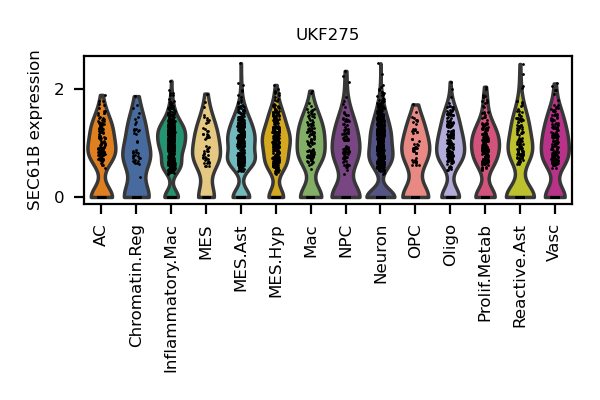 UKF275
SEC61B expression
2
0
AC
Chromatin.Reg
Inflammatory.Mac
MES
MES.Ast
MES.Hyp
Mac
NPC
Neuron
OPC
Oligo
Prolif.Metab
Reactive.Ast
Vasc